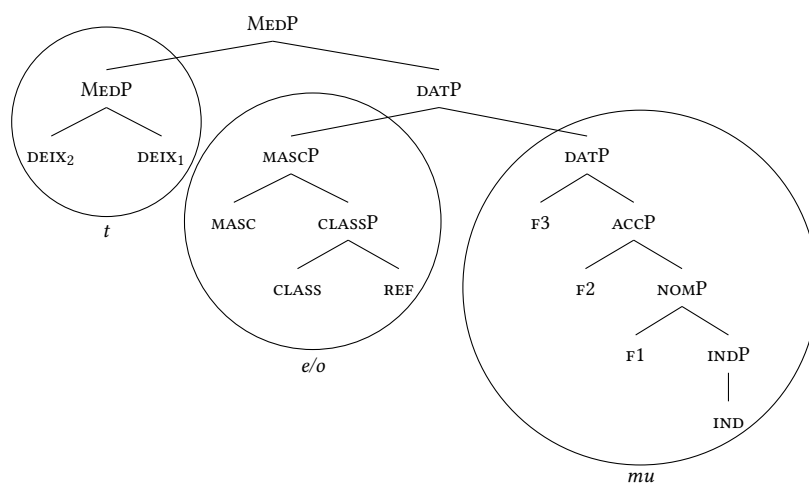 MedP
MedP datP
deix₂ deix₁ mascP datP
t masc classP f3 accP
class ref f2 nomP
e/o f1 indP
ind
mu